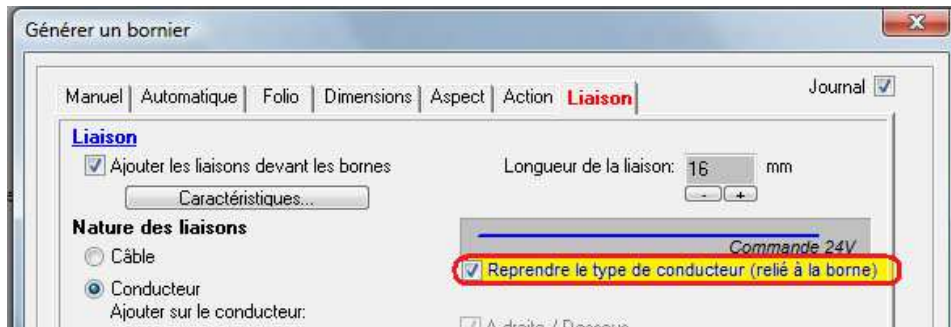 Générer un bornier
Manuel Automatique Folio Dimensions Aspect Action Liaison Journal
Liaison
Ajouter les liaisons devant les bornes Longueur de la liaison: 16 mm
Caractéristiques... - +
Nature des liaisons
Commande 24V
Câble
Reprendre le type de conducteur (relié à la borne)
Conducteur
Ajouter sur le conducteur:
A droite / Dessous